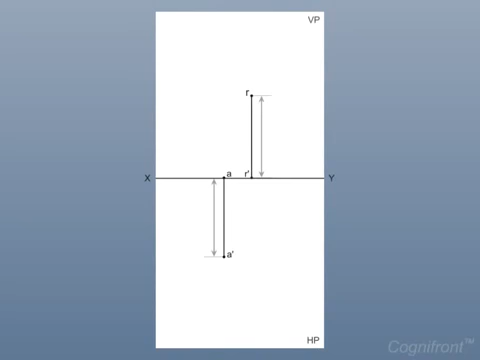 VP
r
a r'
X Y
a'
HP
Cognifront™